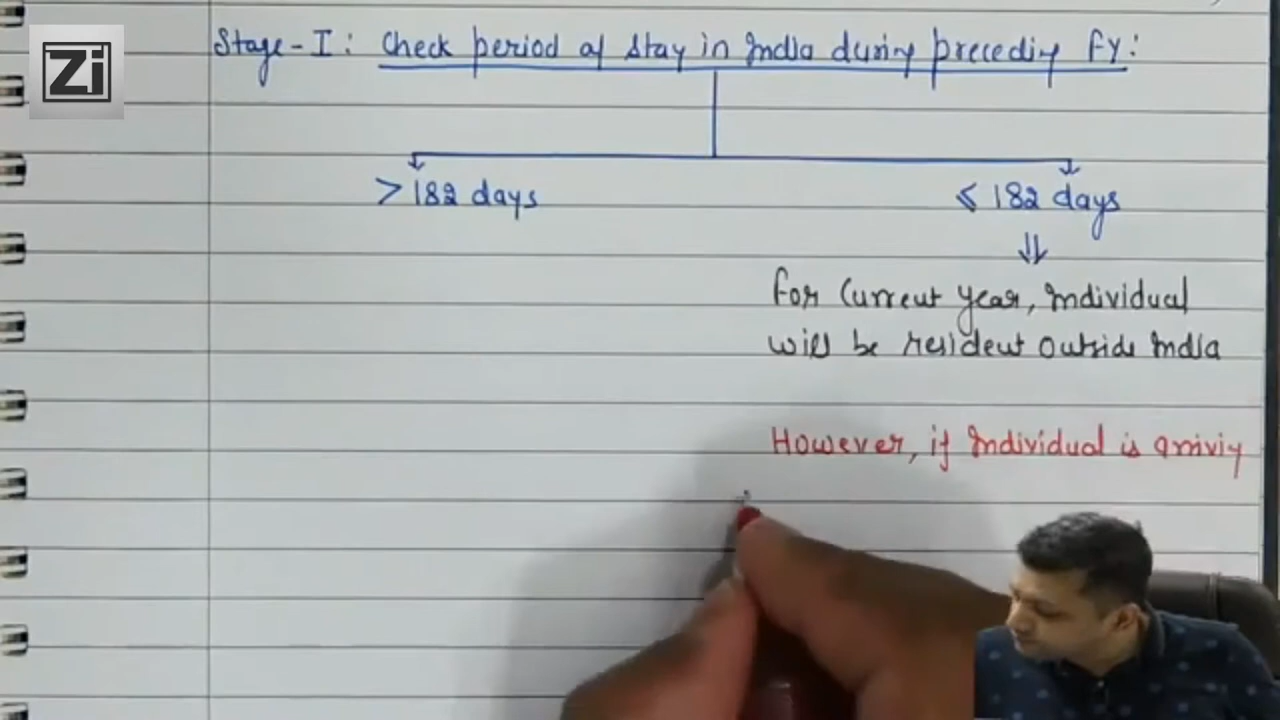 Zi
Stage-I: Check period of stay in India during preceding FY:
> 182 days
≤ 182 days
For Current year, individual
will be resident outside India
However, if individual is arriving